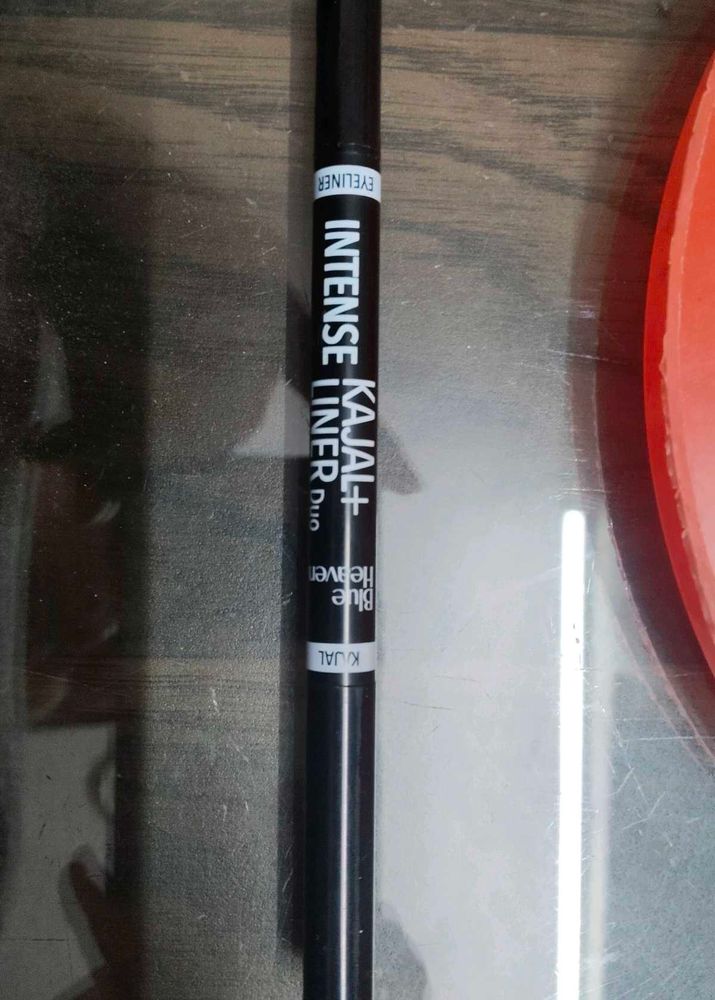 EYELINER
INTENSE KAJAL+
LINER Duo
Blue
Heaven
KAJAL